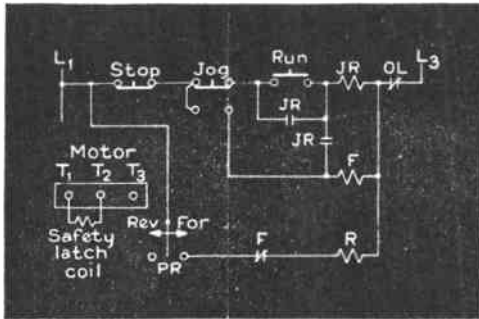 L1
Stop
Jog
Run
JR
OL
L3
JR
JR
F
Motor
T1 T2 T3
Safety
latch
coil
Rev For
PR
F
R